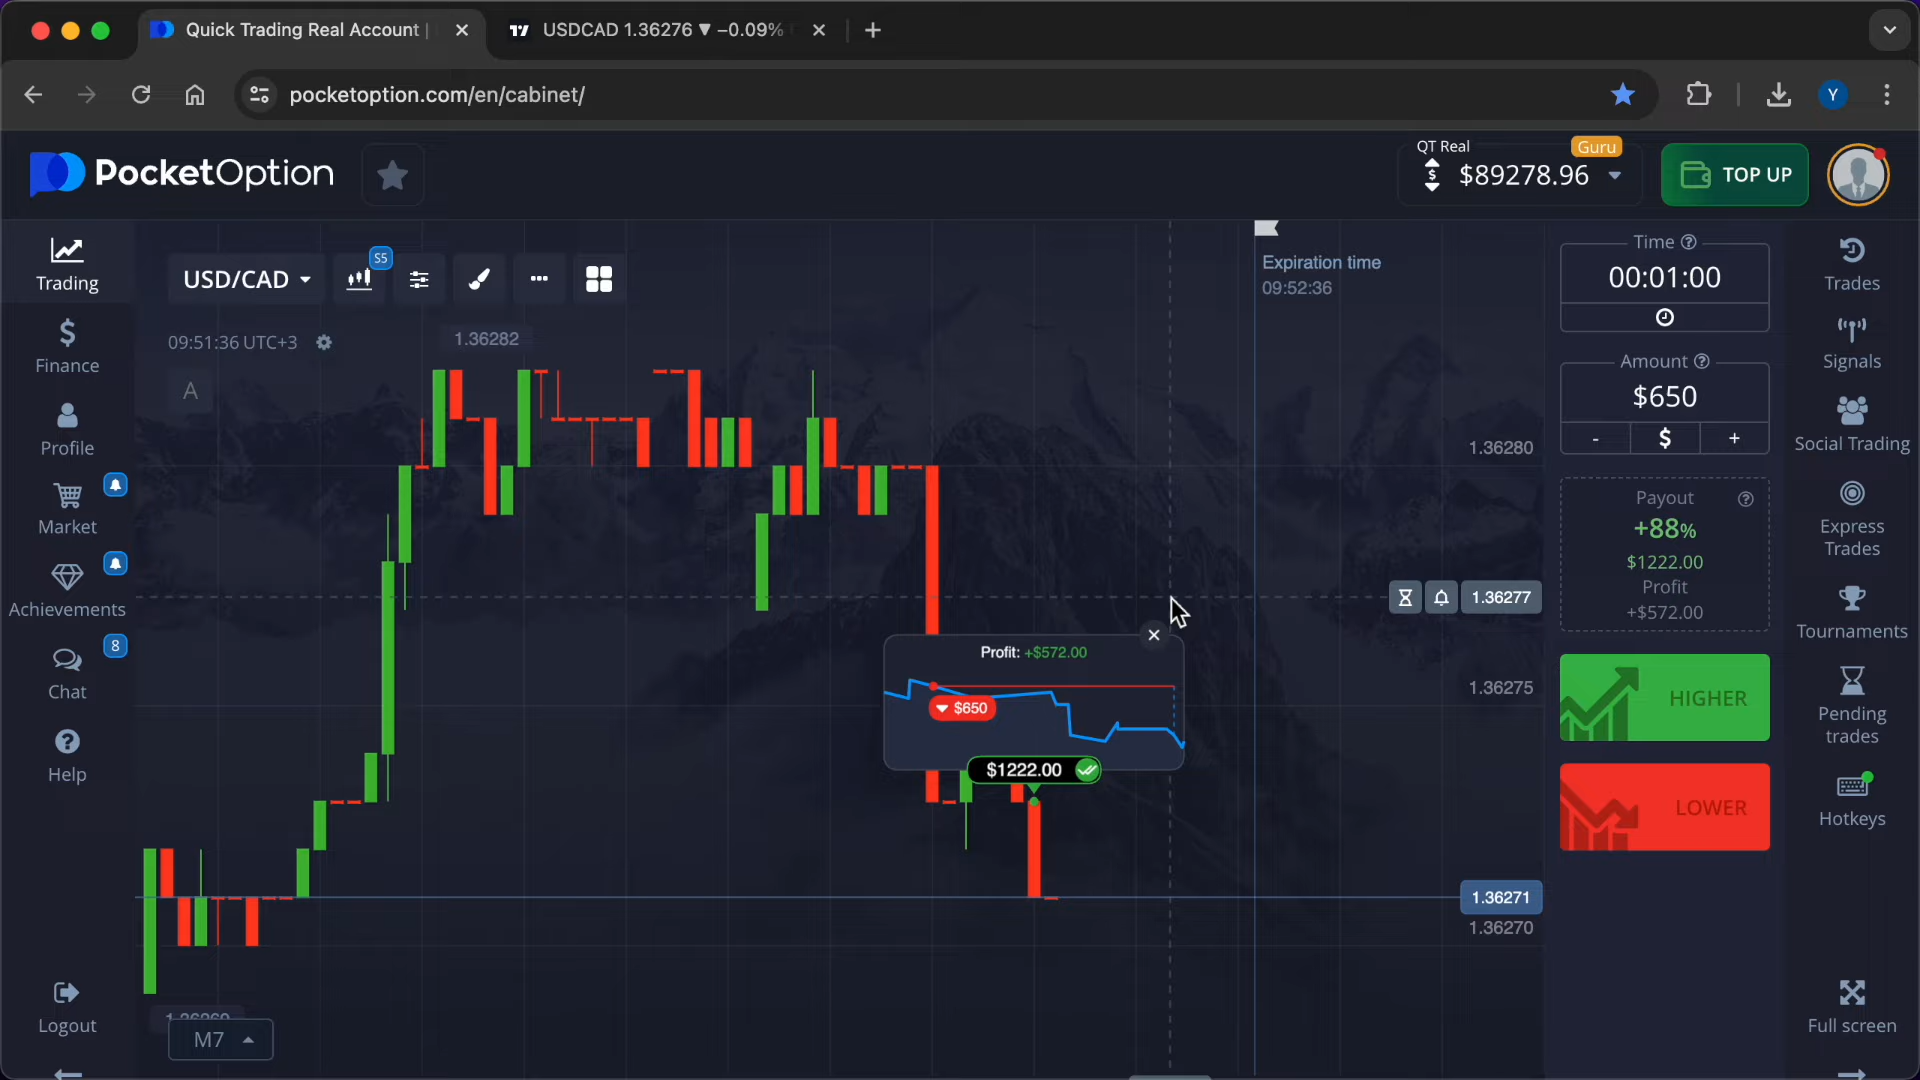 Quick Trading Real Account |
USDCAD 1.36276 ▼ −0.09%
pocketoption.com/en/cabinet/
Y
PocketOption
QT Real
Guru
$89278.96
TOP UP
Trading
Finance
Profile
Market
Achievements
8
Chat
Help
Logout
USD/CAD
S5
09:51:36 UTC+3
1.36282
A
Expiration time
09:52:36
1.36280
1.36277
1.36275
Profit: +$572.00
$650
$1222.00
1.36271
1.36270
M7
Time
00:01:00
Amount
$650
- $ +
Payout
+88%
$1222.00
Profit
+$572.00
HIGHER
LOWER
Trades
Signals
Social Trading
Express
Trades
Tournaments
Pending
trades
Hotkeys
Full screen